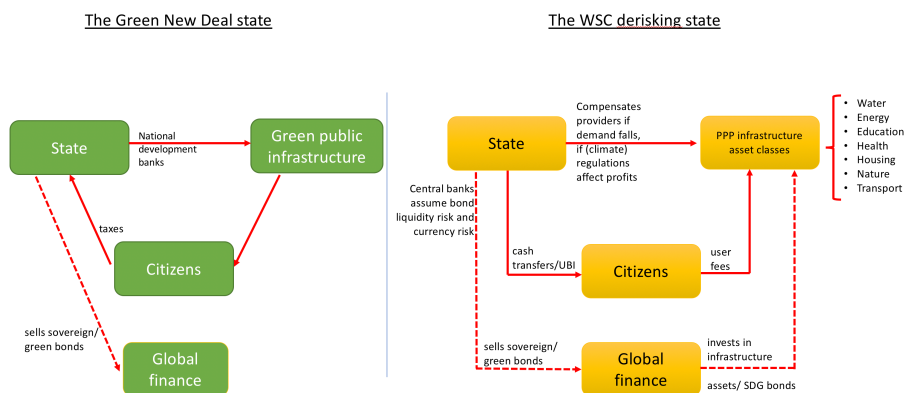 The Green New Deal state
State
National
development
banks
Green public
infrastructure
taxes
Citizens
sells sovereign/
green bonds
Global
finance
The WSC derisking state
State
Compensates
providers if
demand falls,
if (climate)
regulations
affect profits
PPP infrastructure
asset classes
• Water
• Energy
• Education
• Health
• Housing
• Nature
• Transport
Central banks
assume bond
liquidity risk and
currency risk
cash
transfers/UBI
Citizens
user
fees
sells sovereign/
green bonds
Global
finance
invests in
infrastructure
assets/ SDG bonds